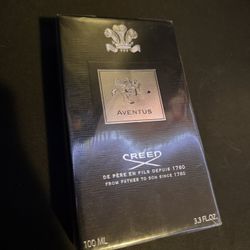 AVENTUS
CREED
DE PÈRE EN FILS DEPUIS 1760
FROM FATHER TO SON SINCE 1760
100 ML
3.3 FL.OZ.